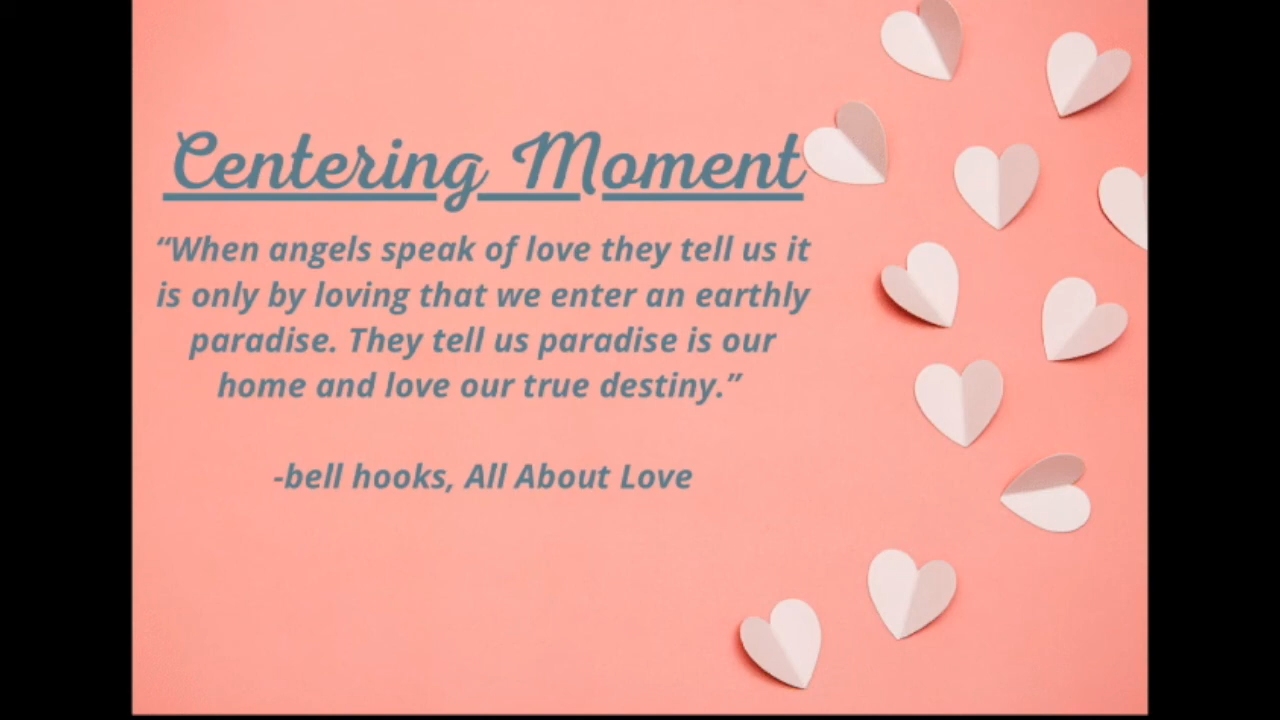 Centering Moment
“When angels speak of love they tell us it
is only by loving that we enter an earthly
paradise. They tell us paradise is our
home and love our true destiny.”
-bell hooks, All About Love